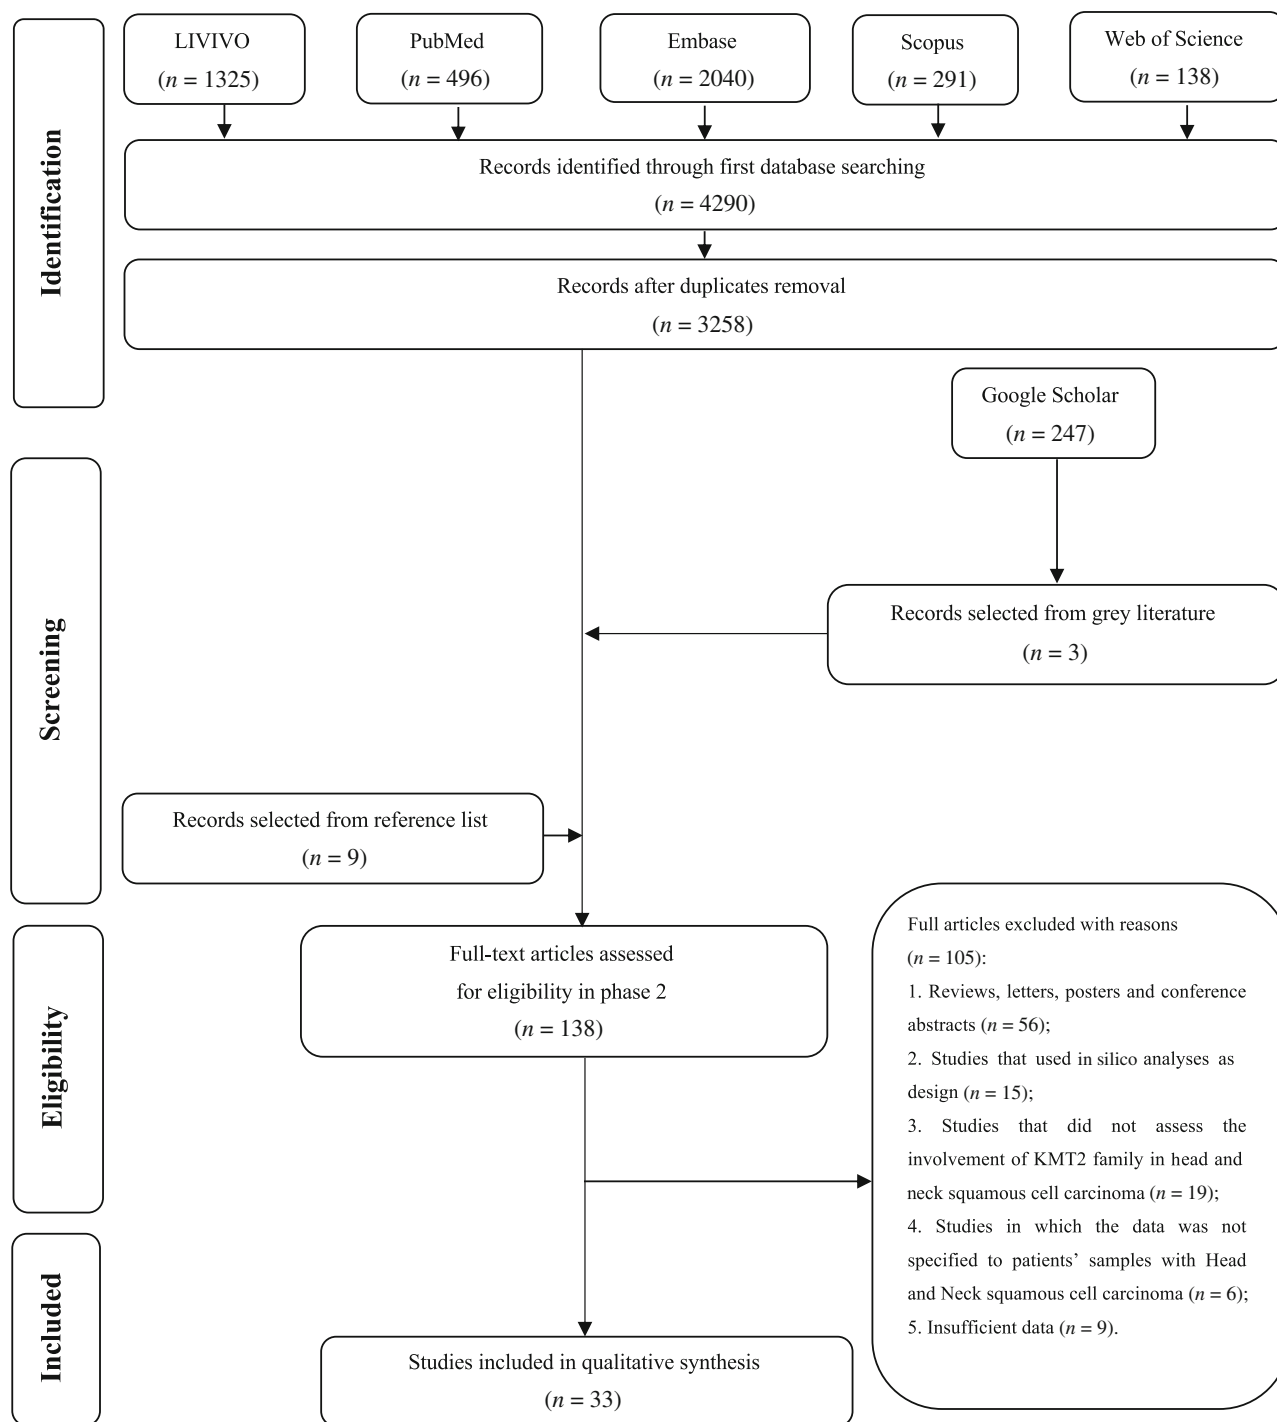 Identification
LIVIVO
(n = 1325)
PubMed
(n = 496)
Embase
(n = 2040)
Scopus
(n = 291)
Web of Science
(n = 138)
Records identified through first database searching
(n = 4290)
Records after duplicates removal
(n = 3258)
Google Scholar
(n = 247)
Screening
Records selected from grey literature
(n = 3)
Records selected from reference list
(n = 9)
Eligibility
Full-text articles assessed
for eligibility in phase 2
(n = 138)
Full articles excluded with reasons
(n = 105):
1. Reviews, letters, posters and conference
abstracts (n = 56);
2. Studies that used in silico analyses as
design (n = 15);
3. Studies that did not assess the
involvement of KMT2 family in head and
neck squamous cell carcinoma (n = 19);
4. Studies in which the data was not
specified to patients’ samples with Head
and Neck squamous cell carcinoma (n = 6);
5. Insufficient data (n = 9).
Included
Studies included in qualitative synthesis
(n = 33)